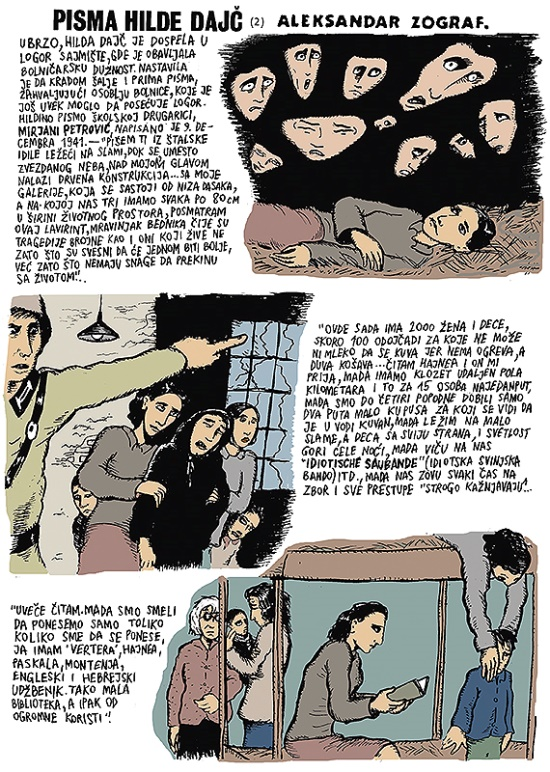 PISMA HILDE DAJČ (2) ALEKSANDAR ZOGRAF.
UBRZO, HILDA DAJČ JE DOSPELA U
LOGOR SAJMIŠTE, GDE JE OBAVLJALA
BOLNIČARSKU DUŽNOST. NASTAVILA
JE DA KRADOM ŠALJE I PRIMA PISMA,
ZAHVALJUJUĆI OSOBLJU BOLNICE, KOJE JE
JOŠ UVEK MOGLO DA POSEĆUJE LOGOR.
HILDINO PISMO ŠKOLSKOJ DRUGARICI,
MIRJANI PETROVIĆ, NAPISANO JE 9. DE-
CEMBRA 1941.—"PIŠEM TI IZ ŠTALSKE
IDILE LEŽEĆI NA SLAMI, DOK SE UMESTO
ZVEZDANOG NEBA, NAD MOJOM GLAVOM
NALAZI DRVENA KONSTRUKCIJA...SA MOJE
GALERIJE, KOJA SE SASTOJI OD NIZA DASAKA,
A NA KOJOJ NAS TRI IMAMO SVAKA PO 80CM
U ŠIRINI ŽIVOTNOG PROSTORA, POSMATRAM
OVAJ LAVIRINT, MRAVINJAK BEDNIKA ČIJE SU
TRAGEDIJE BROJNE KAO I ONI KOJI ŽIVE NE
ZATO ŠTO SU SVESNI DA ĆE JEDNOM BITI BOLJE,
VEĆ ZATO ŠTO NEMAJU SNAGE DA PREKINU
SA ŽIVOTOM"..
"OVDE SADA IMA 2000 ŽENA I DECE,
SKORO 100 ODOJČADI ZA KOJE NE MOŽE
NI MLEKO DA SE KUVA JER NEMA OGREVA, A
DUVA KOŠAVA...ČITAM HAJNEA I ON MI
PRIJA, MADA IMAMO KLOZET UDALJEN POLA
KILOMETARA I TO ZA 15 OSOBA NAJEDANPUT,
MADA SMO DO ČETIRI POPODNE DOBILI SAMO
DVA PUTA MALO KUPUSA ZA KOJI SE VIDI DA
JE U VODI KUVAN, MADA LEŽIM NA MALO
SLAME, A DECA SA SVIJU STRANA, I SVETLOST
GORI CELE NOĆI, MADA VIČU NA NAS
"IDIOTISCHE SAUBANDE" (IDIOTSKA SVINJSKA
BANDO) ITD., MADA NAS ZOVU SVAKI ČAS NA
ZBOR I SVE PRESTUPE "STROGO KAŽNJAVAJU"..
"UVEČE ČITAM. MADA SMO SMELI
DA PONESEMO SAMO TOLIKO
KOLIKO SME DA SE PONESE,
JA IMAM 'VERTERA', HAJNEA,
PASKALA, MONTENJA,
ENGLESKI I HEBREJSKI
UDŽBENIK. TAKO MALA
BIBLIOTEKA, A IPAK OD
OGROMNE KORISTI"!